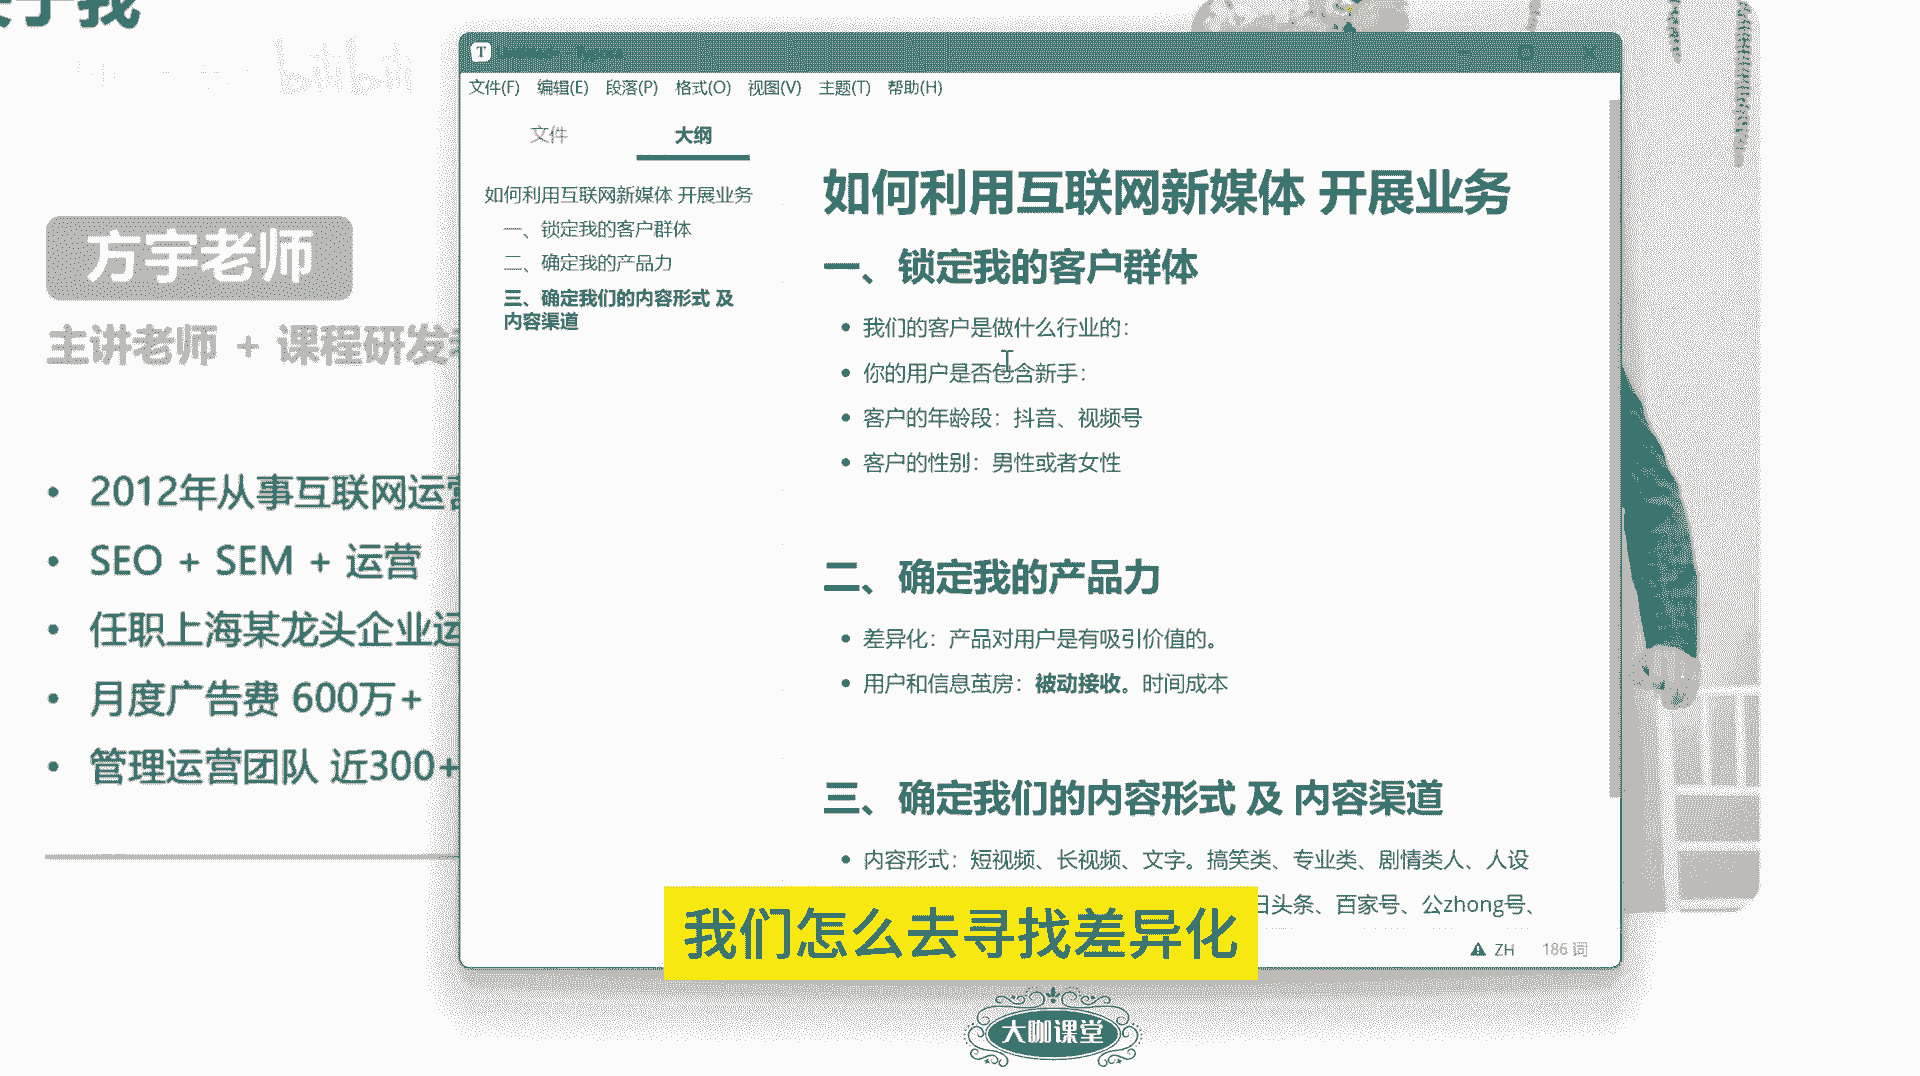 关于我
bilibili
方宇老师
主讲老师 + 课程研发
2012年从事互联网运营
SEO + SEM + 运营
任职上海某龙头企业运
月度广告费 600万+
管理运营团队 近300+
文件(F) 编辑(E) 段落(P) 格式(O) 视图(V) 主题(T) 帮助(H)
文件 大纲
如何利用互联网新媒体 开展业务
一、锁定我的客户群体
二、确定我的产品力
三、确定我们的内容形式 及
内容渠道
如何利用互联网新媒体 开展业务
一、锁定我的客户群体
我们的客户是做什么行业的：
你的用户是否包含新手：
客户的年龄段：抖音、视频号
客户的性别：男性或者女性
二、确定我的产品力
差异化：产品对用户是有吸引价值的。
用户和信息茧房：被动接收。时间成本
三、确定我们的内容形式 及 内容渠道
内容形式：短视频、长视频、文字。搞笑类、专业类、剧情类人、人设
日头条、百家号、公zhong号、
我们怎么去寻找差异化
ZH 186 词
大咖课堂